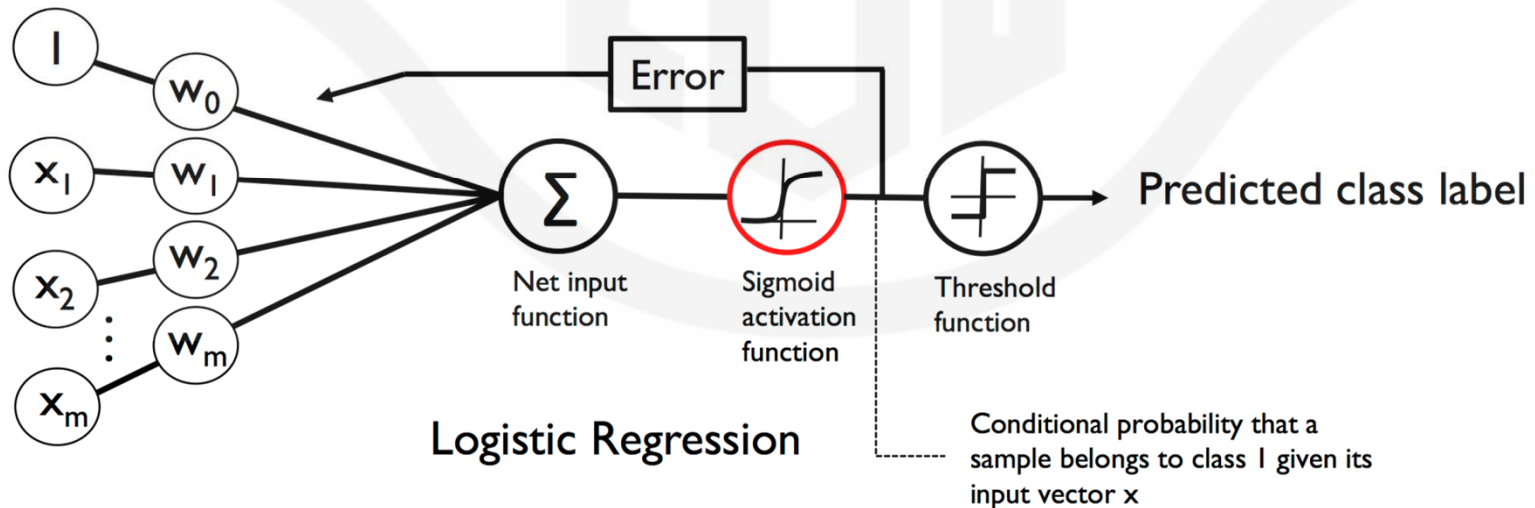 1
w₀
Error
x₁
w₁
Σ
Predicted class label
x₂
w₂
⋮
wₘ
xₘ
Net input
function
Sigmoid
activation
function
Threshold
function
Logistic Regression
Conditional probability that a
sample belongs to class 1 given its
input vector x